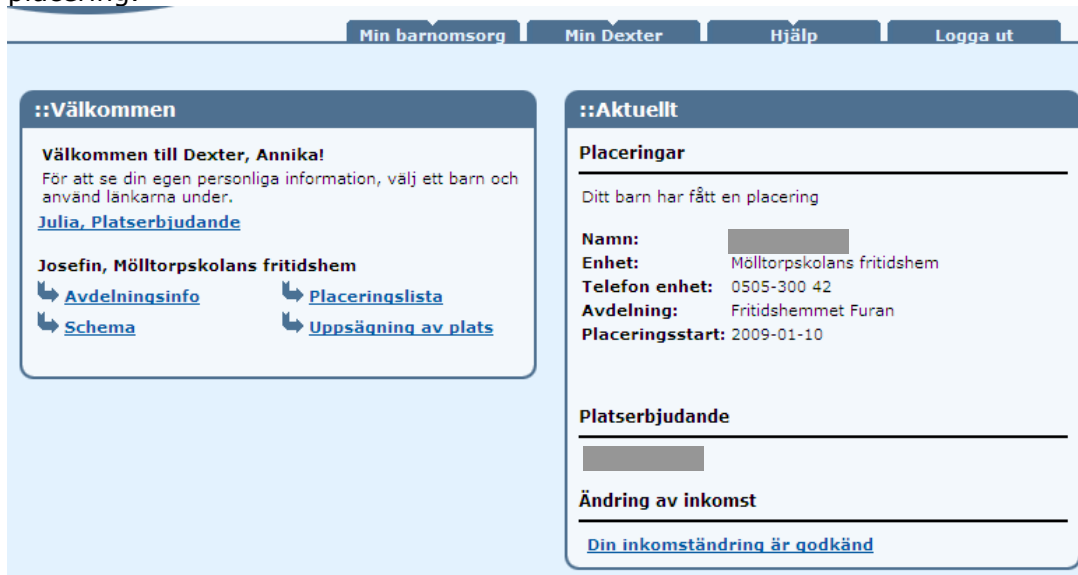 placering.
Min barnomsorg
Min Dexter
Hjälp
Logga ut
::Välkommen
Välkommen till Dexter, Annika!
För att se din egen personliga information, välj ett barn och
använd länkarna under.
Julia, Platserbjudande
Josefin, Mölltorpskolans fritidshem
Avdelningsinfo
Placeringslista
Schema
Uppsägning av plats
::Aktuellt
Placeringar
Ditt barn har fått en placering
Namn:
Enhet: Mölltorpskolans fritidshem
Telefon enhet: 0505-300 42
Avdelning: Fritidshemmet Furan
Placeringsstart: 2009-01-10
Platserbjudande
Ändring av inkomst
Din inkomständring är godkänd